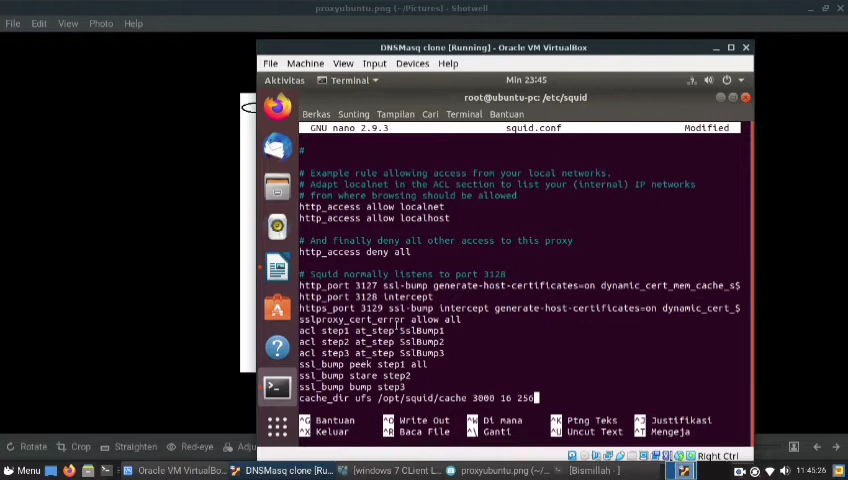 proxyubuntu.png (~/Pictures) - Shotwell
File Edit View Photo Help
DNSMasq clone [Running] - Oracle VM VirtualBox
File Machine View Input Devices Help
Aktivitas Terminal Min 23:45
root@ubuntu-pc: /etc/squid
Berkas Sunting Tampilan Cari Terminal Bantuan
GNU nano 2.9.3 squid.conf Modified
#
# Example rule allowing access from your local networks.
# Adapt localnet in the ACL section to list your (internal) IP networks
# from where browsing should be allowed
http_access allow localnet
http_access allow localhost
# And finally deny all other access to this proxy
http_access deny all
# Squid normally listens to port 3128
http_port 3127 ssl-bump generate-host-certificates=on dynamic_cert_mem_cache_s$
http_port 3128 intercept
https_port 3129 ssl-bump intercept generate-host-certificates=on dynamic_cert_$
sslproxy_cert_error allow all
acl step1 at_step SslBump1
acl step2 at_step SslBump2
acl step3 at_step SslBump3
ssl_bump peek step1 all
ssl_bump stare step2
ssl_bump bump step3
cache_dir ufs /opt/squid/cache 3000 16 256
^G Bantuan ^O Write Out ^W Di mana ^K Ptng Teks ^J Justifikasi
^X Keluar ^R Baca File ^\ Ganti ^U Uncut Text ^T Mengeja
Rotate Crop Straighten Red-eye Adju
Right Ctrl
Menu Oracle VM VirtualBo... DNSMasq clone [Ru... [windows 7 CLient L... proxyubuntu.png (~/... [Bismillah · ] 11:45:26